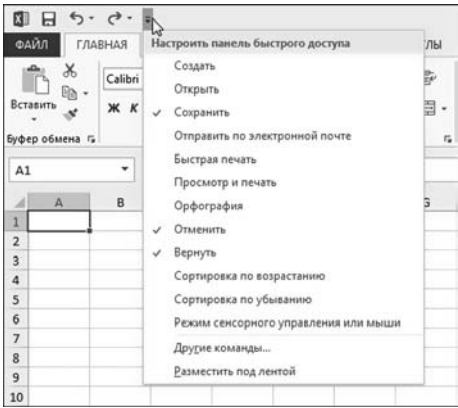 ФАЙЛ ГЛАВНАЯ
Настроить панель быстрого доступа
Создать
Открыть
Сохранить
Отправить по электронной почте
Быстрая печать
Просмотр и печать
Орфография
Отменить
Вернуть
Сортировка по возрастанию
Сортировка по убыванию
Режим сенсорного управления или мыши
Другие команды...
Разместить под лентой
Вставить
Calibri
Ж К
Буфер обмена
A1
A B G
1
2
3
4
5
6
7
8
9
10